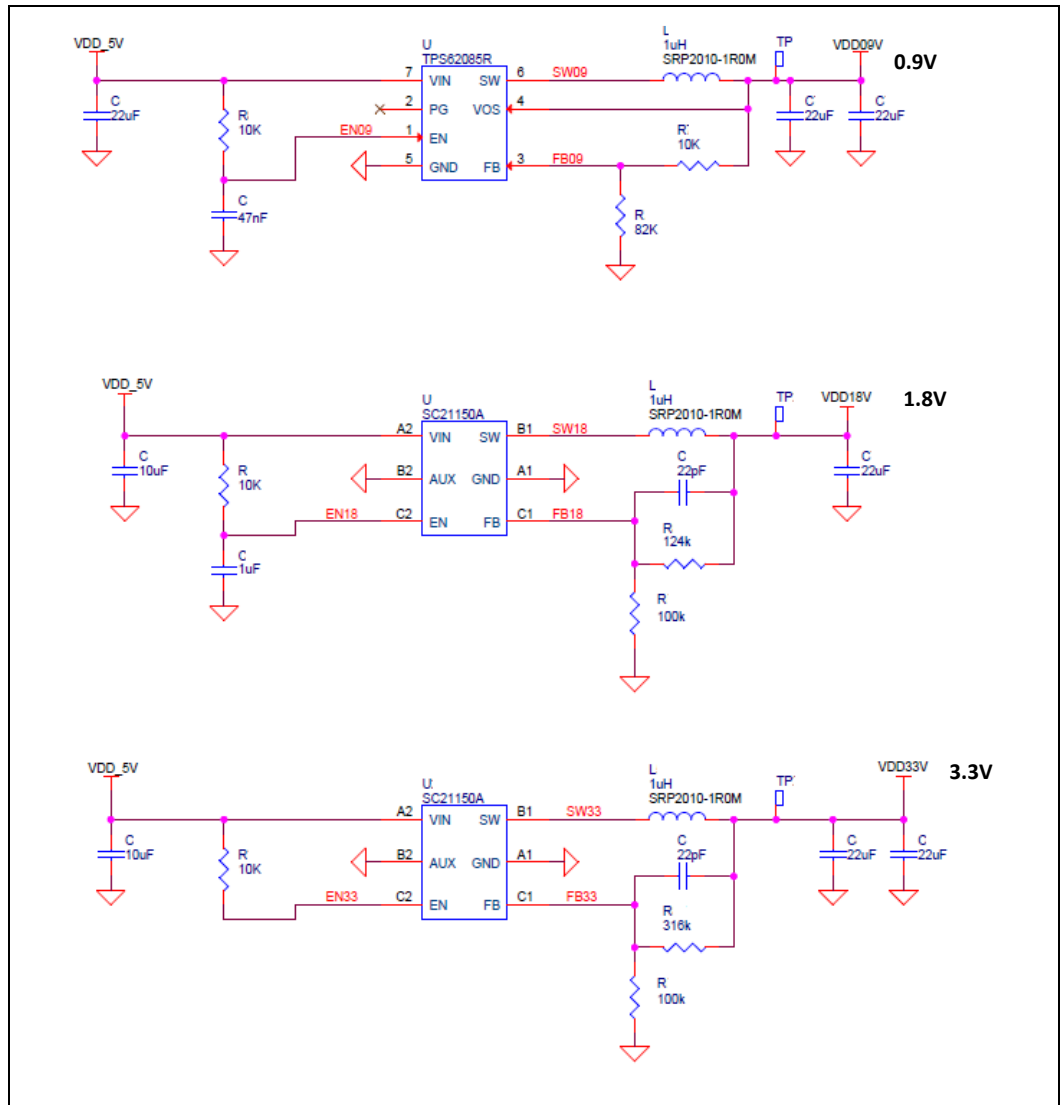 VDD_5V
C
22uF
R
10K
C
47nF
EN09
U
TPS62085R
7 VIN SW 6
2 PG VOS 4
1 EN
5 GND FB 3
SW09
FB09
L
1uH
SRP2010-1R0M
R
10K
R
82K
TP
C
22uF
VDD09V
C
22uF
0.9V
VDD_5V
C
10uF
R
10K
C
1uF
EN18
U
SC21150A
A2 VIN SW B1
B2 AUX GND A1
C2 EN FB C1
SW18
FB18
L
1uH
SRP2010-1R0M
C
22pF
R
124k
R
100k
TP
VDD18V
C
22uF
1.8V
VDD_5V
C
10uF
R
10K
EN33
U
SC21150A
A2 VIN SW B1
B2 AUX GND A1
C2 EN FB C1
SW33
FB33
L
1uH
SRP2010-1R0M
C
22pF
R
316k
R
100k
TP
C
22uF
VDD33V
C
22uF
3.3V